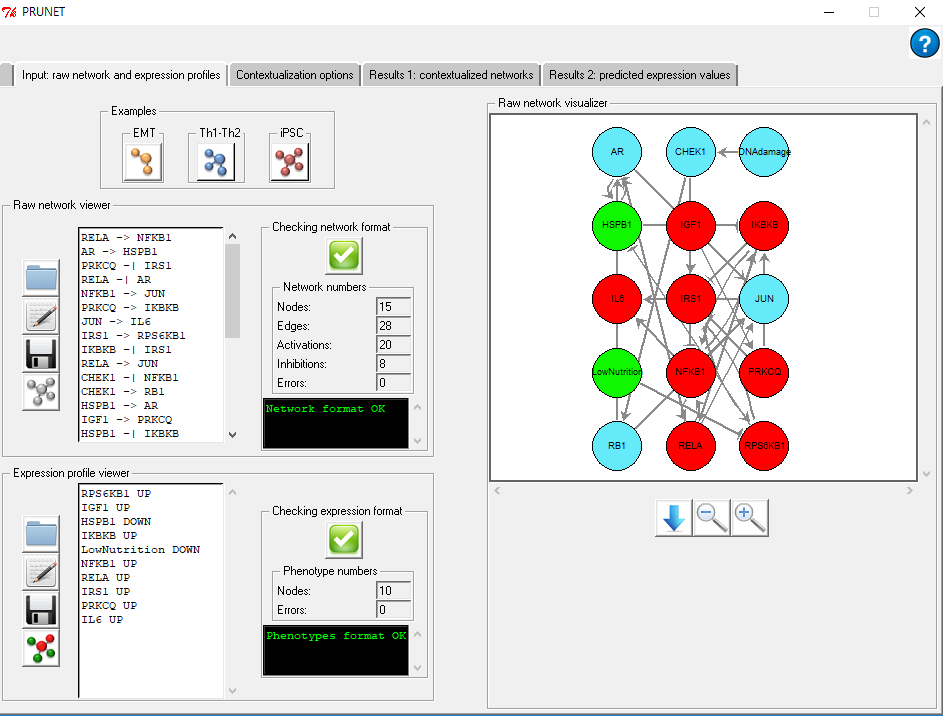 PRUNET
?
Input: raw network and expression profiles
Contextualization options
Results 1: contextualized networks
Results 2: predicted expression values
Examples
EMT
Th1-Th2
iPSC
Raw network viewer
RELA -> NFKB1
AR -> HSPB1
PRKCQ -| IRS1
RELA -| AR
NFKB1 -> JUN
PRKCQ -> IKBKB
JUN -> IL6
IRS1 -> RPS6KB1
IKBKB -| IRS1
RELA -> JUN
CHEK1 -| NFKB1
CHEK1 -> RB1
HSPB1 -> AR
IGF1 -> PRKCQ
HSPB1 -| IKBKB
Checking network format
Network numbers
Nodes: 15
Edges: 28
Activations: 20
Inhibitions: 8
Errors: 0
Network format OK
Expression profile viewer
RPS6KB1 UP
IGF1 UP
HSPB1 DOWN
IKBKB UP
LowNutrition DOWN
NFKB1 UP
RELA UP
IRS1 UP
PRKCQ UP
IL6 UP
Checking expression format
Phenotype numbers
Nodes: 10
Errors: 0
Phenotypes format OK
Raw network visualizer
AR CHEK1 DNAdamage
HSPB1 IGF1 IKBKB
IL6 IRS1 JUN
LowNutrition NFKB1 PRKCQ
RB1 RELA RPS6KB1